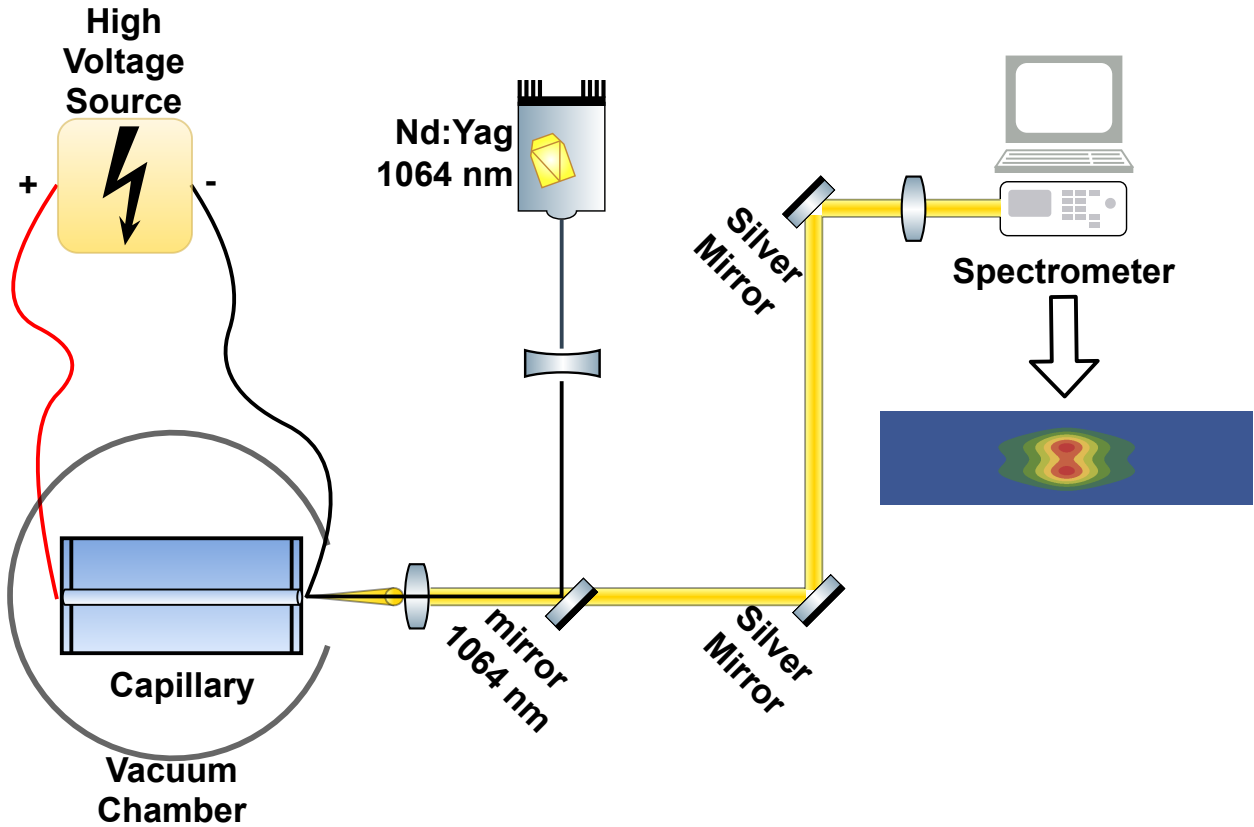 High
Voltage
Source
+
-
Nd:Yag
1064 nm
Silver
Mirror
Spectrometer
mirror
1064 nm
Silver
Mirror
Capillary
Vacuum
Chamber